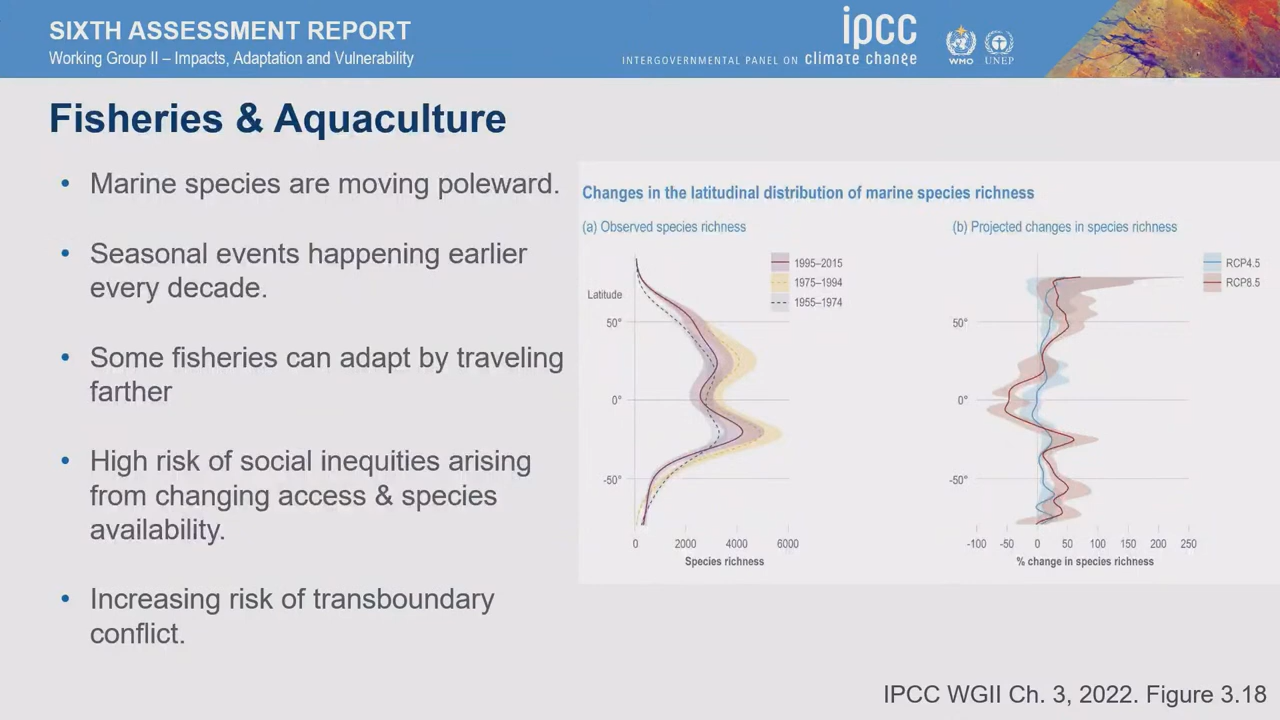 SIXTH ASSESSMENT REPORT
Working Group II – Impacts, Adaptation and Vulnerability
ipcc
INTERGOVERNMENTAL PANEL ON climate change
WMO
UNEP
Fisheries & Aquaculture
• Marine species are moving poleward.
• Seasonal events happening earlier
every decade.
• Some fisheries can adapt by traveling
farther
• High risk of social inequities arising
from changing access & species
availability.
• Increasing risk of transboundary
conflict.
Changes in the latitudinal distribution of marine species richness
(a) Observed species richness
1995–2015
1975–1994
1955–1974
Latitude
50°
0°
-50°
0 2000 4000 6000
Species richness
(b) Projected changes in species richness
RCP4.5
RCP8.5
50°
0°
-50°
-100 -50 0 50 100 150 200 250
% change in species richness
IPCC WGII Ch. 3, 2022. Figure 3.18